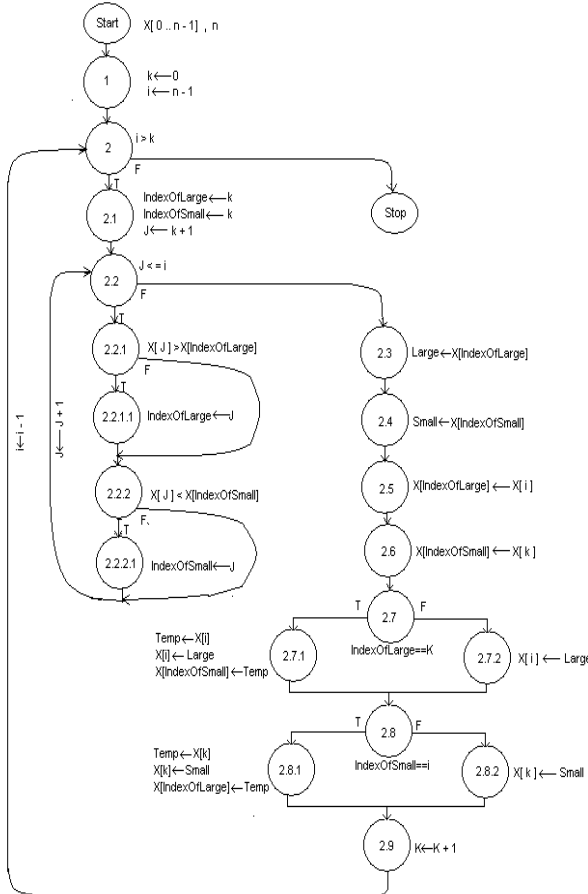 Start
X[ 0 .. n - 1] , n
1
k←0
i← n - 1
2
i > k
F
T
2.1
IndexOfLarge←k
IndexOfSmall← k
J← k + 1
Stop
2.2
J < = i
F
T
2.2.1
X[ J ] >X[IndexOfLarge]
F
T
2.2.1.1
IndexOfLarge←J
2.2.2
X[ J ] < X[IndexOfSmall]
F
T
2.2.2.1
IndexOfSmall←J
i←i - 1
J← J + 1
2.3
Large←X[IndexOfLarge]
2.4
Small←X[IndexOfSmall]
2.5
X[IndexOfLarge] ← X[ i ]
2.6
X[IndexOfSmall] ←X[ k ]
T
2.7
F
IndexOfLarge==K
Temp←X[i]
X[i]← Large
X[IndexOfSmall]←Temp
2.7.1
2.7.2
X[ i ] ← Large
T
2.8
F
IndexOfSmall==i
Temp←X[k]
X[k]←Small
X[IndexOfLarge]←Temp
2.8.1
2.8.2
X[ k ] ← Small
2.9
K←K + 1